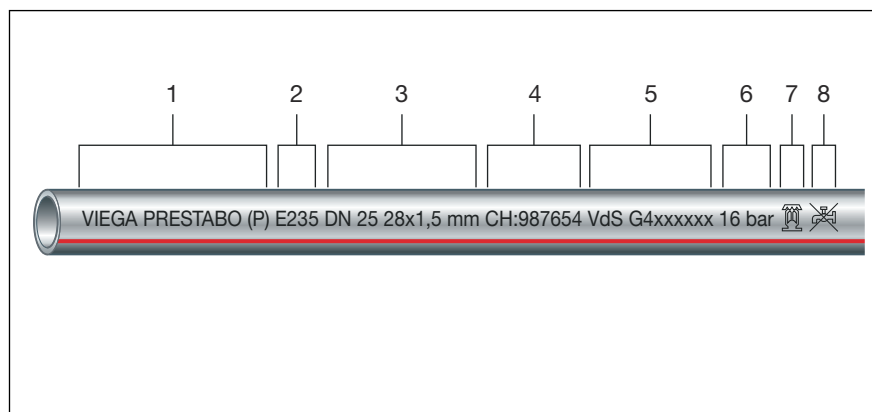 1 2 3 4 5 6 7 8
VIEGA PRESTABO (P) E235 DN 25 28x1,5 mm CH:987654 VdS G4xxxxxx 16 bar